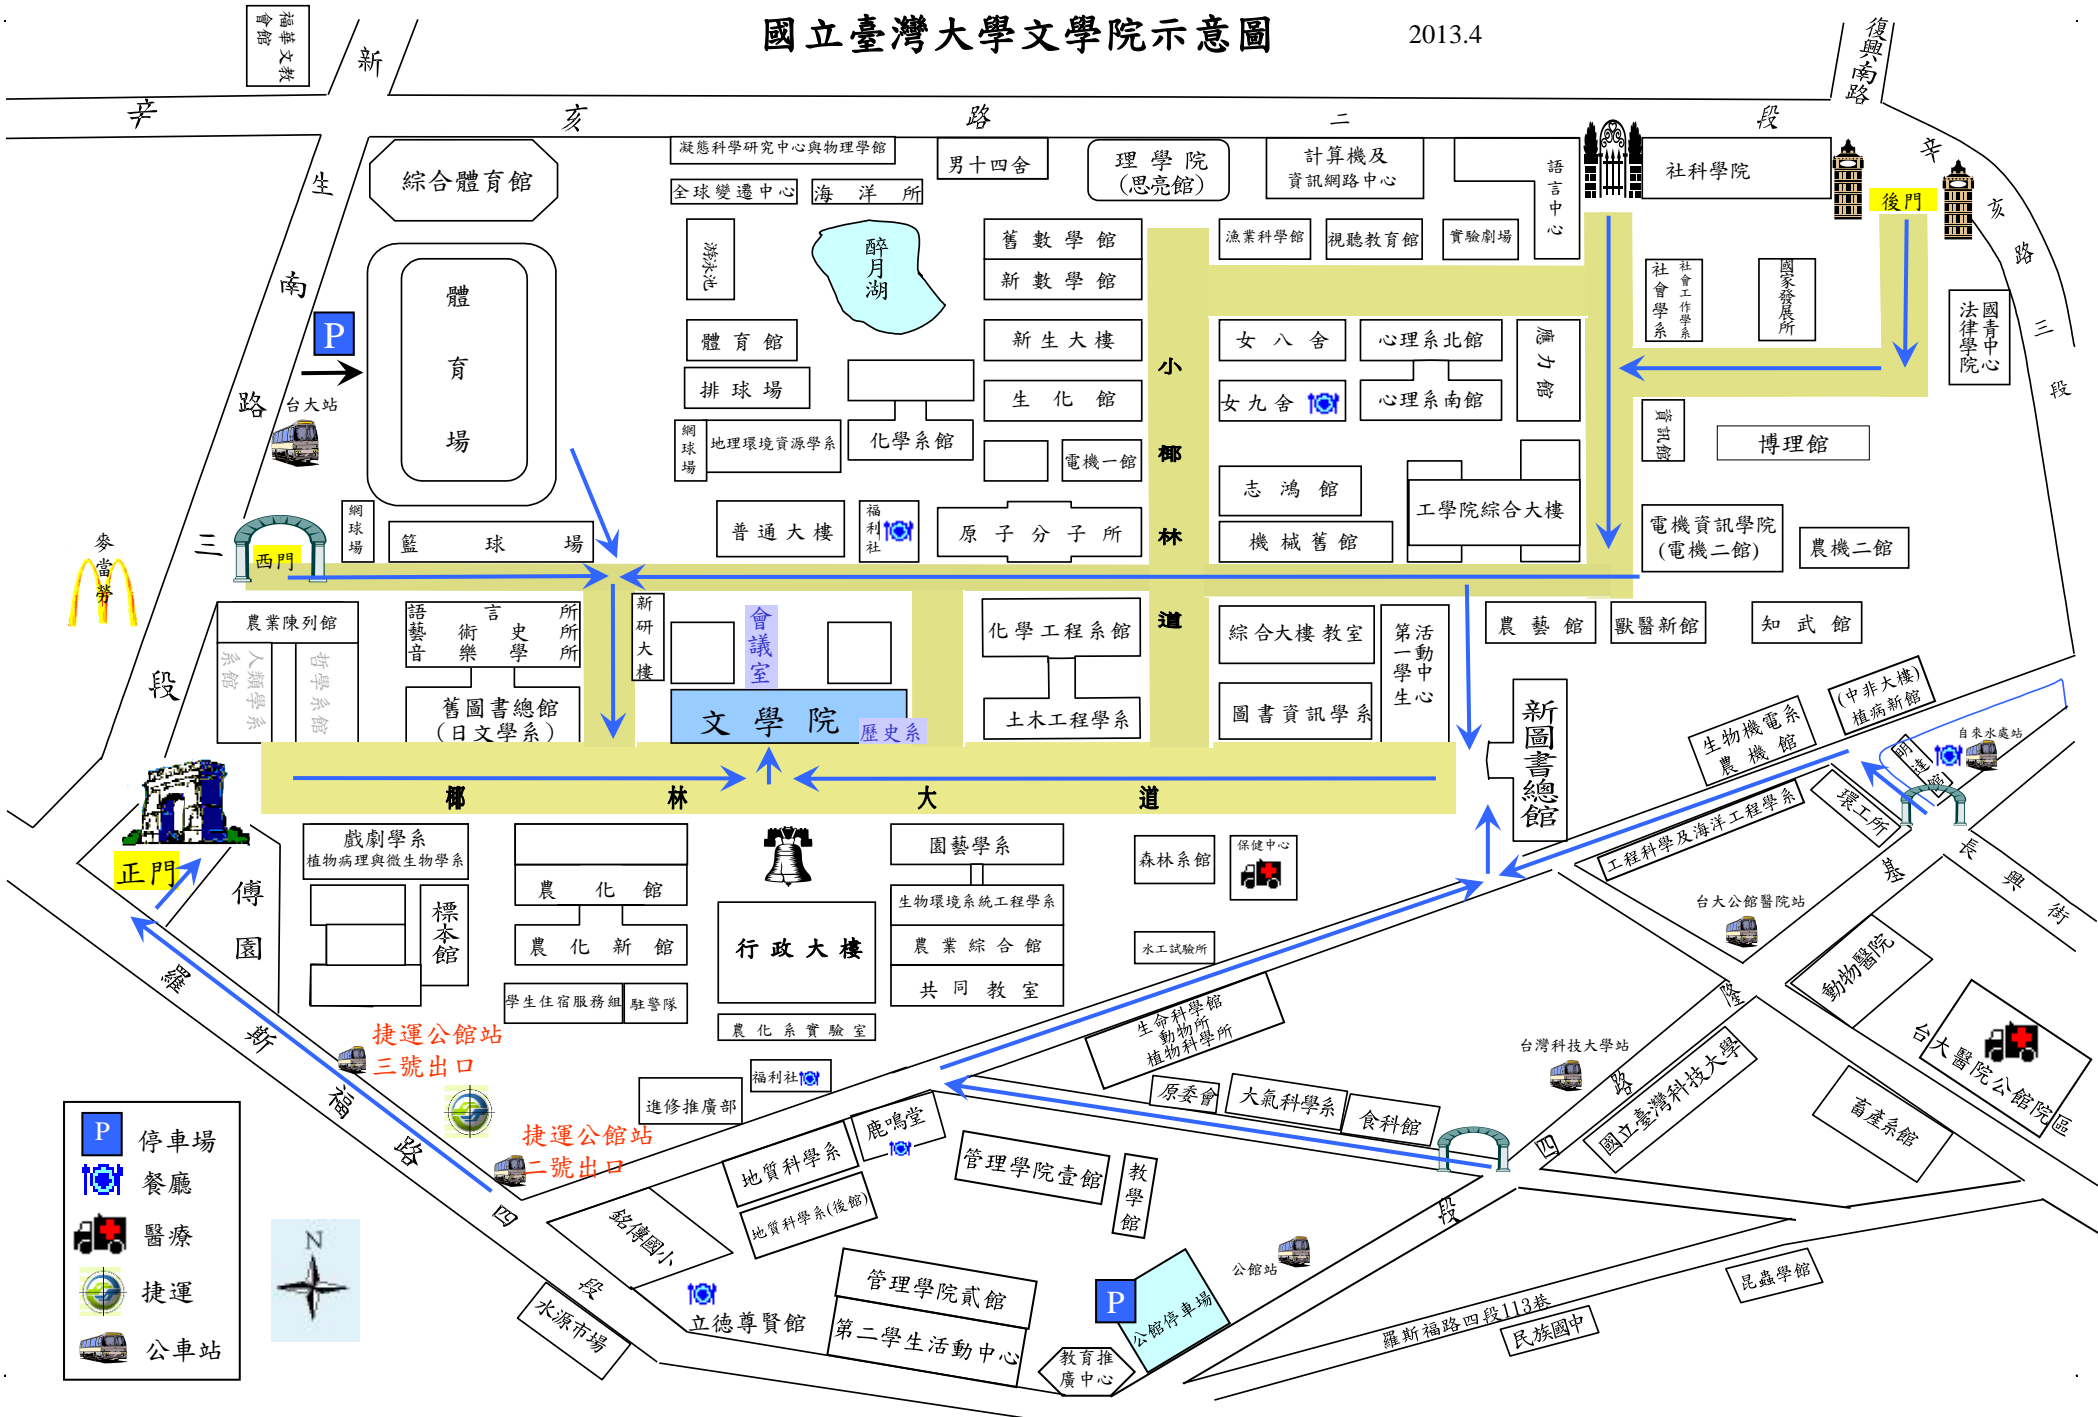 國立臺灣大學文學院示意圖
2013.4
福華文教
會館
新
生
南
路
三
段
辛
亥
路
二
段
復興南路
辛
亥
路
三
段
綜合體育館
凝態科學研究中心與物理學館
全球變遷中心
海洋所
男十四舍
理學院
(思亮館)
計算機及
資訊網路中心
語言中心
社科學院
後門
體育場
游泳池
醉月湖
舊數學館
新數學館
漁業科學館
視聽教育館
實驗劇場
社會學系
社會工作學系
國家發展所
國青中心
法律學院
P
台大站
體育館
新生大樓
女八舍
心理系北館
應力館
排球場
生化館
女九舍
心理系南館
網球場
地理環境資源學系
化學系館
電機一館
資訊館
博理館
小
椰
林
道
志鴻館
工學院綜合大樓
網球場
籃球場
普通大樓
福利社
原子分子所
機械舊館
電機資訊學院
(電機二館)
農機二館
麥當勞
西門
農業陳列館
人類學系
系館
哲學系館
語言所
藝術史所
音樂學所
舊圖書總館
(日文學系)
新研大樓
會議室
文學院
歷史系
化學工程系館
土木工程學系
綜合大樓教室
圖書資訊學系
第一學生
活動中心
農藝館
獸醫新館
知武館
新圖書總館
生物機電系
農機館
(中非大樓)
植病新館
自來水處站
明達館
環工所
工程科學及海洋工程學系
椰林大道
正門
傅園
戲劇學系
植物病理與微生物學系
標本館
農化館
農化新館
學生住宿服務組
駐警隊
行政大樓
農化系實驗室
園藝學系
生物環境系統工程學系
農業綜合館
共同教室
森林系館
保健中心
水工試驗所
台大公館醫院站
長興街
基
隆
路
四
段
動物醫院
台大醫院公館院區
台灣科技大學站
國立臺灣科技大學
畜產系館
生命科學館
動物所
植物科學所
原委會
大氣科學系
食科館
羅
斯
福
路
四
段
捷運公館站
三號出口
捷運公館站
二號出口
福利社
進修推廣部
鹿鳴堂
地質科學系
地質科學系(後館)
管理學院壹館
教學館
銘傳國小
立德尊賢館
水源市場
管理學院貳館
第二學生活動中心
P
公館停車場
公館站
教育推
廣中心
羅斯福路四段113巷
民族國中
昆蟲學館
P
停車場
餐廳
醫療
捷運
公車站
N